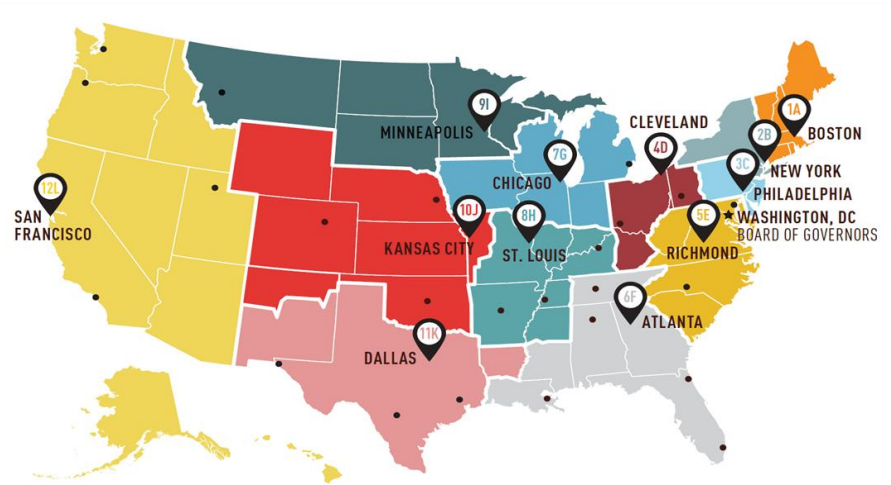 9I
MINNEAPOLIS
CLEVELAND
4D
1A
BOSTON
2B
NEW YORK
7G
CHICAGO
3C
PHILADELPHIA
12L
SAN
FRANCISCO
10J
KANSAS CITY
8H
ST. LOUIS
5E
RICHMOND
WASHINGTON, DC
BOARD OF GOVERNORS
6F
ATLANTA
11K
DALLAS